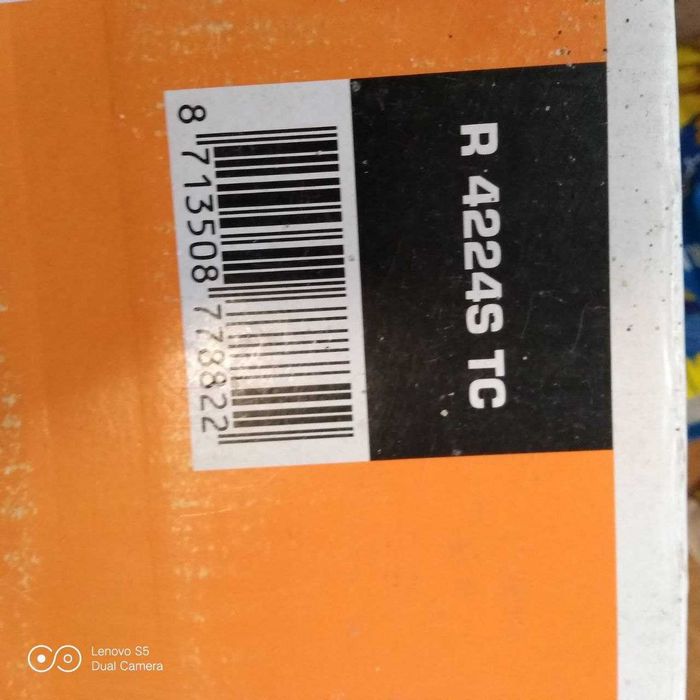 R 4224S TC
8 713508 778822
Lenovo S5
Dual Camera